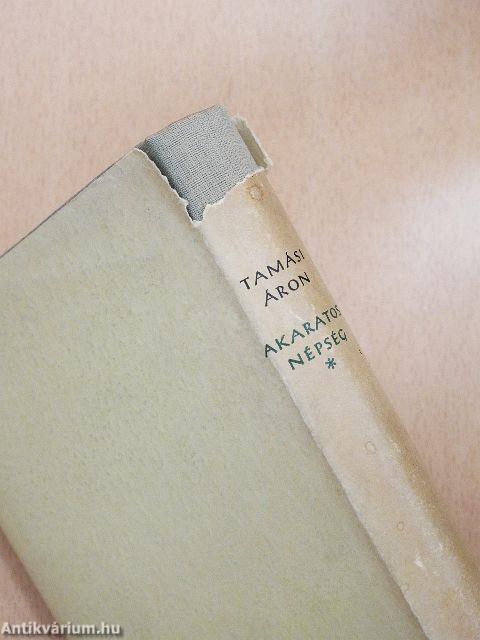 TAMÁSI
ÁRON
AKARATOS
NÉPSÉG
*
Antikvárium.hu